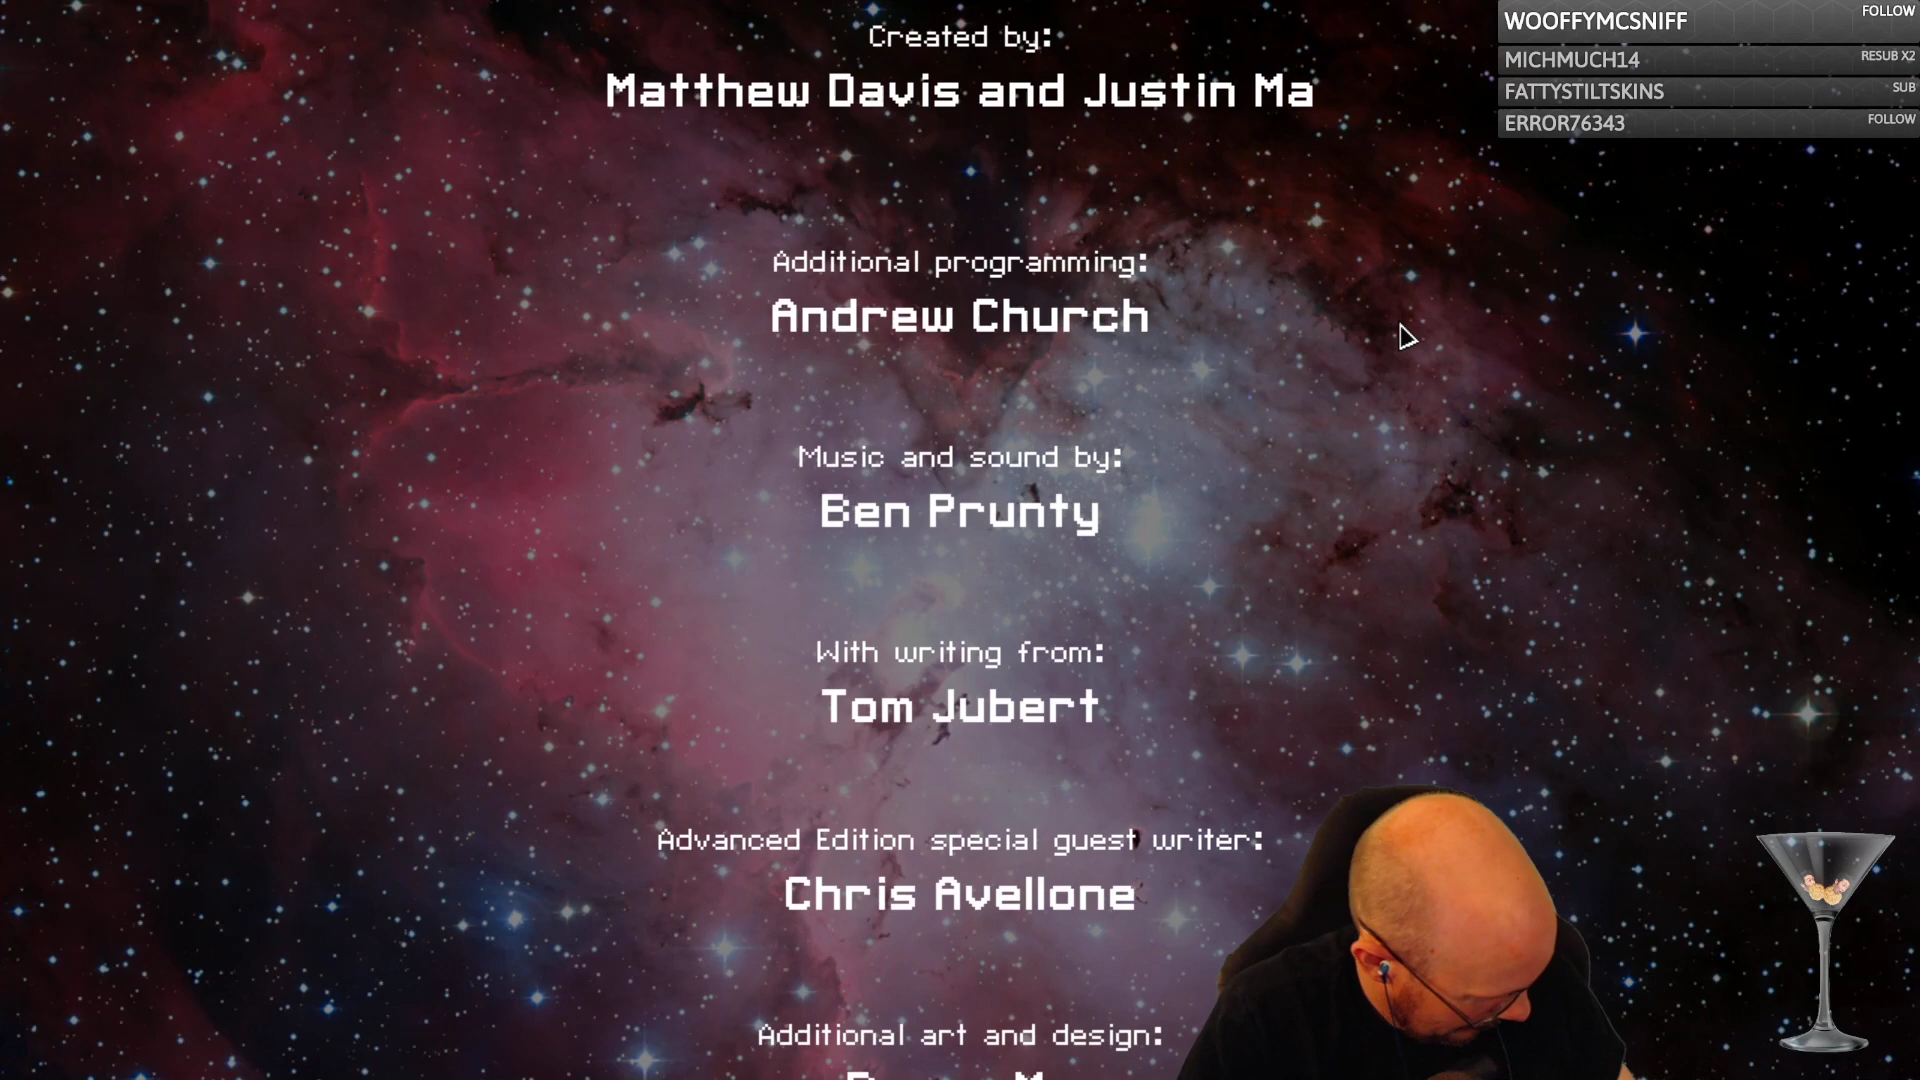 Created by:
Matthew Davis and Justin Ma
Additional programming:
Andrew Church
Music and sound by:
Ben Prunty
With writing from:
Tom Jubert
Advanced Edition special guest writer:
Chris Avellone
Additional art and design:
WOOFFYMCSNIFF FOLLOW
MICHMUCH14 RESUB X2
FATTYSTILTSKINS SUB
ERROR76343 FOLLOW